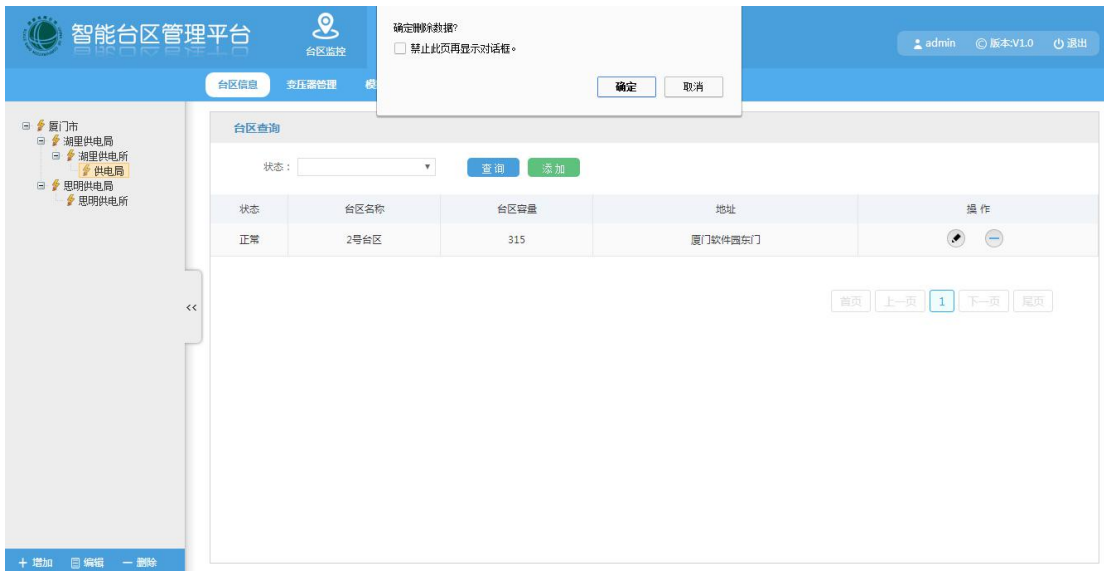 智能台区管理平台
台区监控
确定删除数据?
禁止此页再显示对话框。
确定 取消
admin ©版本:V1.0 退出
台区信息 变压器管理
厦门市
湖里供电局
湖里供电所
供电局
思明供电局
思明供电所
台区查询
状态: 查询 添加
状态 台区名称 台区容量 地址 操作
正常 2号台区 315 厦门软件园东门
<<
首页 上一页 1 下一页 尾页
+ 增加 编辑 — 删除